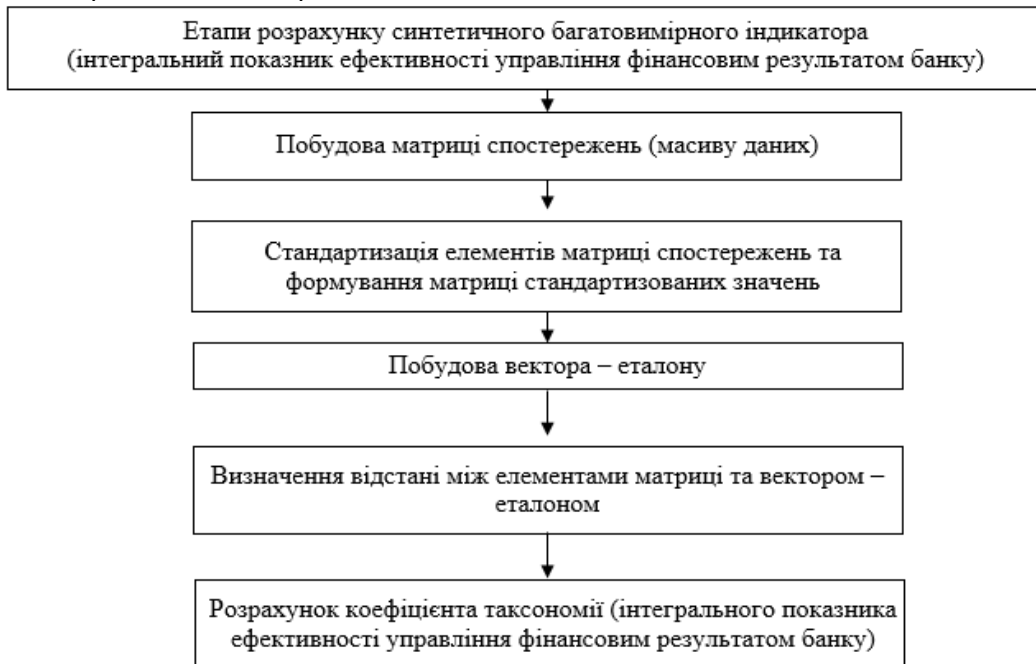 Етапи розрахунку синтетичного багатовимірного індикатора
(інтегральний показник ефективності управління фінансовим результатом банку)
Побудова матриці спостережень (масиву даних)
Стандартизація елементів матриці спостережень та
формування матриці стандартизованих значень
Побудова вектора – еталону
Визначення відстані між елементами матриці та вектором –
еталоном
Розрахунок коефіцієнта таксономії (інтегрального показника
ефективності управління фінансовим результатом банку)